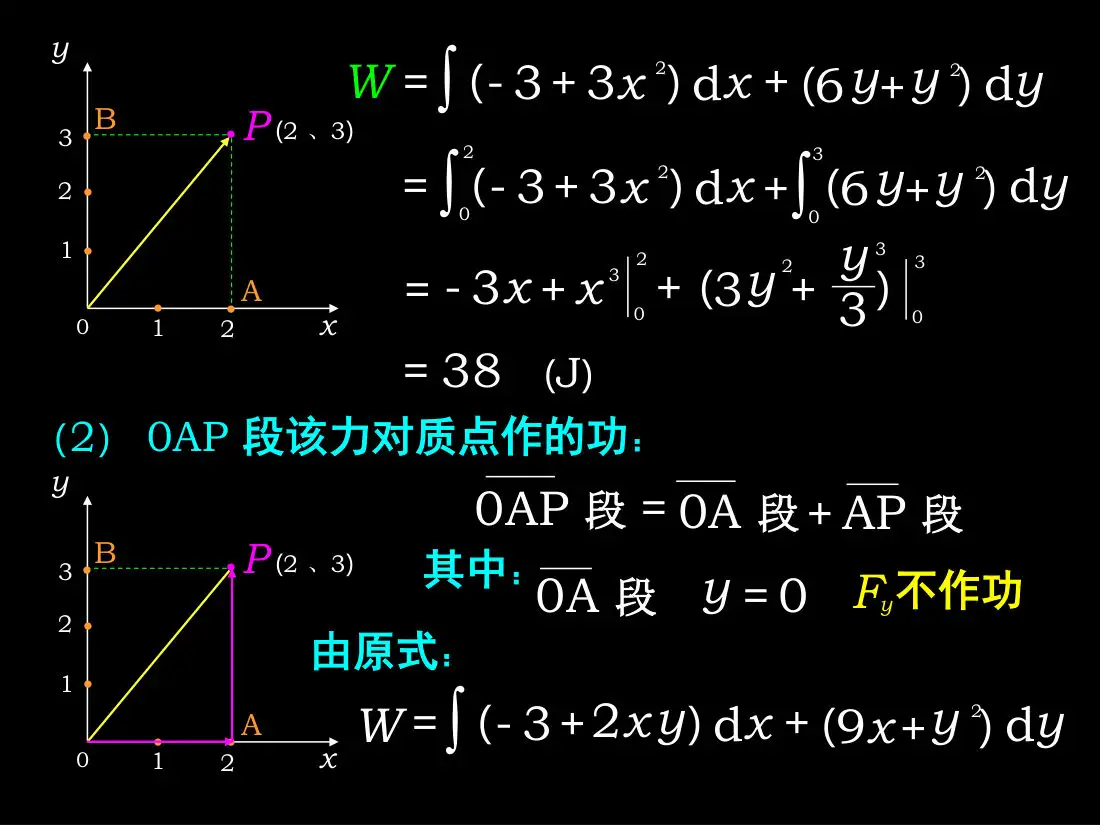 y
B
3
P (2 、3)
2
1
A
0 1 2 x
W = ∫ (-3+3x²) dx + (6y+y²) dy
= ∫₀² (-3+3x²) dx + ∫₀³ (6y+y²) dy
= -3x + x³ |₀² + (3y² + y³/3) |₀³
= 38 (J)
(2) 0AP 段该力对质点作的功:
y
B
3
P (2 、3)
2
1
A
0 1 2 x
0AP 段 = 0A 段 + AP 段
其中: 0A 段 y = 0 Fy不作功
由原式:
W = ∫ (-3+2xy) dx + (9x+y²) dy